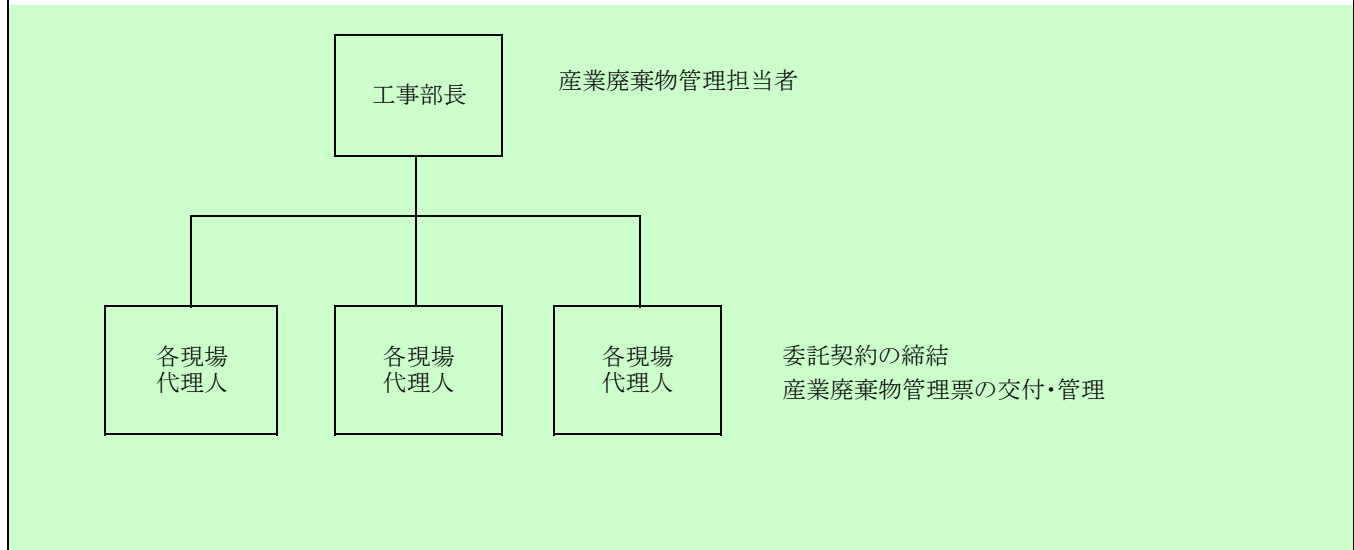 工事部長
産業廃棄物管理担当者
各現場
代理人
各現場
代理人
各現場
代理人
委託契約の締結
産業廃棄物管理票の交付・管理